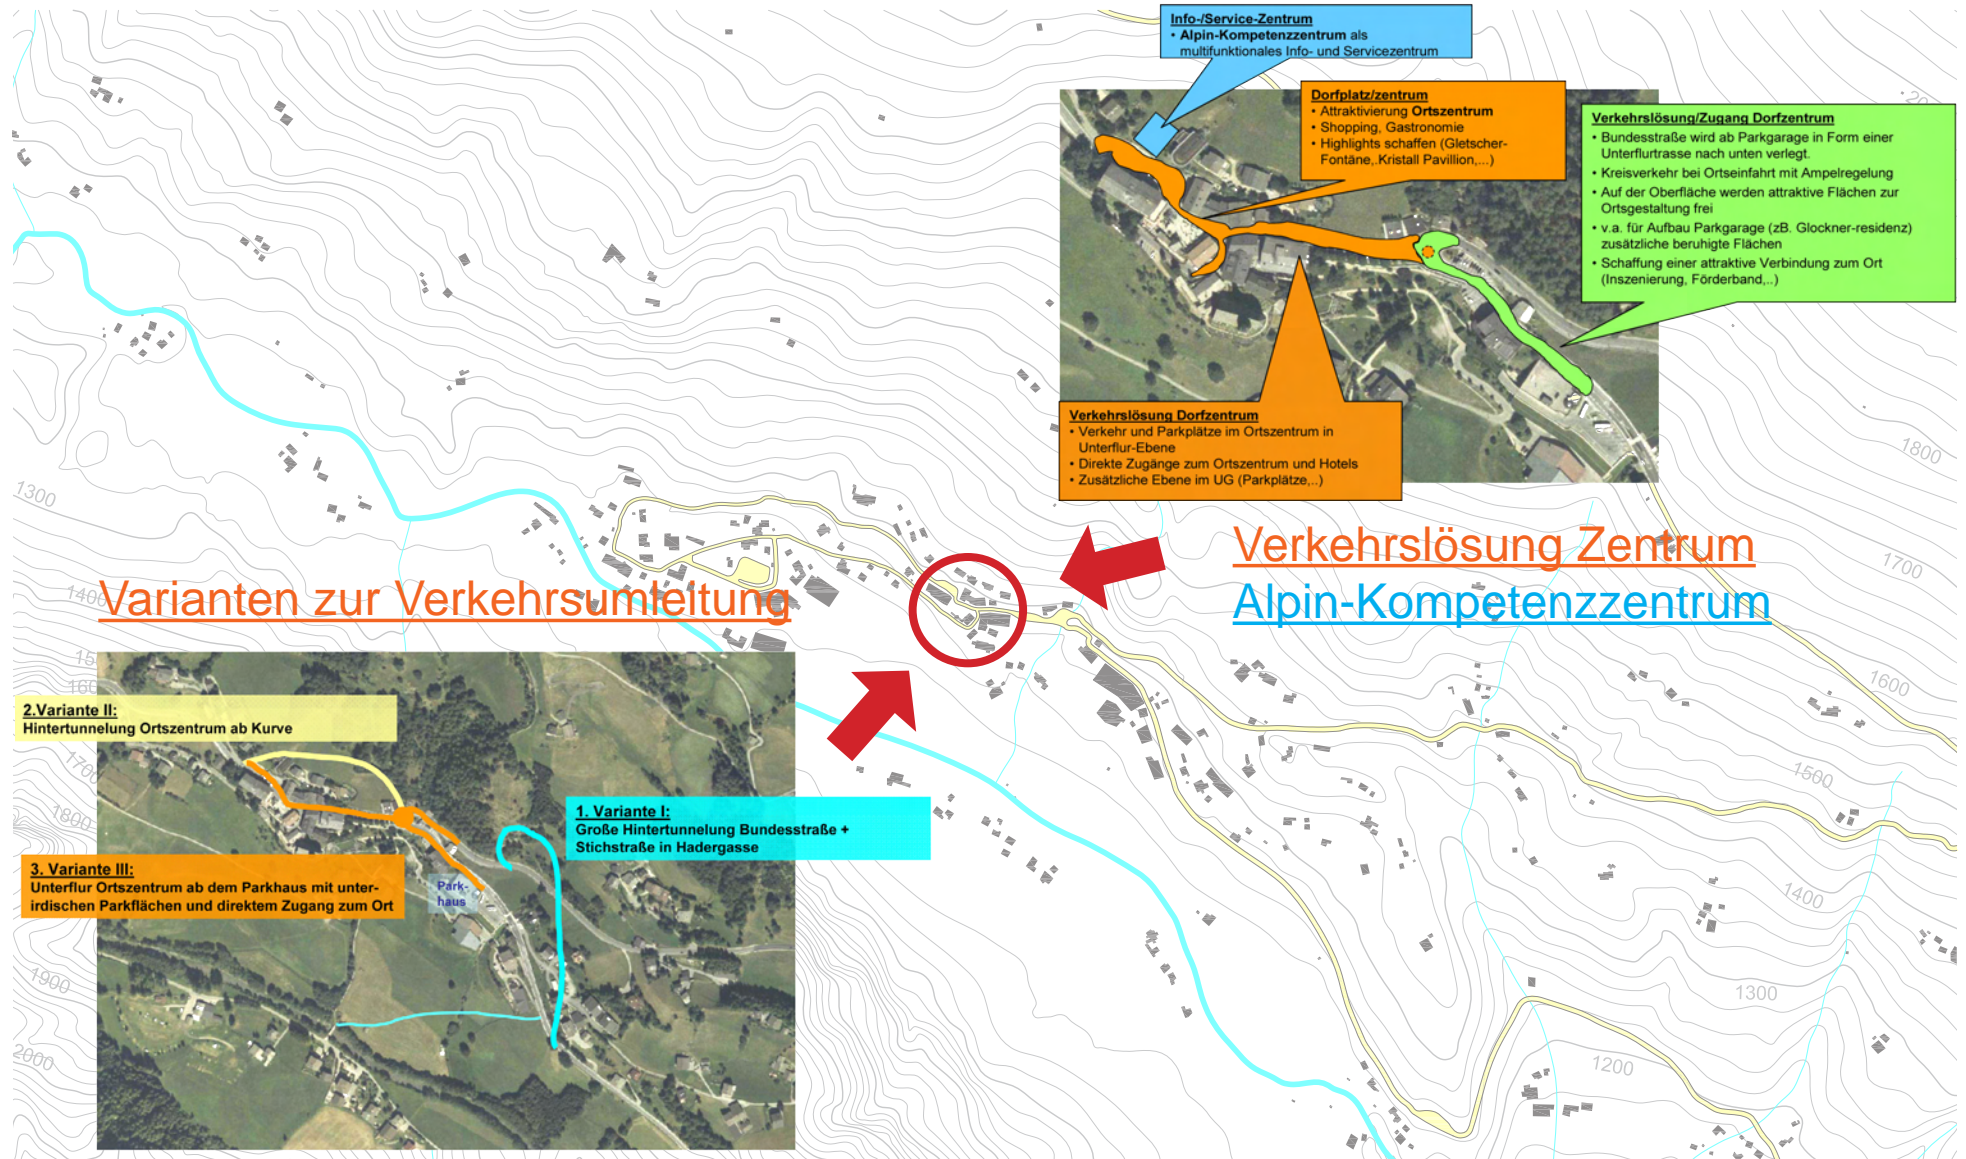 Info-/Service-Zentrum
• Alpin-Kompetenzzentrum als
multifunktionales Info- und Servicezentrum
Dorfplatz/zentrum
• Attraktivierung Ortszentrum
• Shopping, Gastronomie
• Highlights schaffen (Gletscher-
Fontäne,.Kristall Pavillion,...)
Verkehrslösung/Zugang Dorfzentrum
• Bundesstraße wird ab Parkgarage in Form einer
Unterflurtrasse nach unten verlegt.
• Kreisverkehr bei Ortseinfahrt mit Ampelregelung
• Auf der Oberfläche werden attraktive Flächen zur
Ortsgestaltung frei
• v.a. für Aufbau Parkgarage (zB. Glockner-residenz)
zusätzliche beruhigte Flächen
• Schaffung einer attraktive Verbindung zum Ort
(Inszenierung, Förderband,..)
Verkehrslösung Dorfzentrum
• Verkehr und Parkplätze im Ortszentrum in
Unterflur-Ebene
• Direkte Zugänge zum Ortszentrum und Hotels
• Zusätzliche Ebene im UG (Parkplätze,..)
Verkehrslösung Zentrum
Alpin-Kompetenzzentrum
Varianten zur Verkehrsumleitung
2.Variante II:
Hintertunnelung Ortszentrum ab Kurve
1. Variante I:
Große Hintertunnelung Bundesstraße +
Stichstraße in Hadergasse
3. Variante III:
Unterflur Ortszentrum ab dem Parkhaus mit unter-
irdischen Parkflächen und direktem Zugang zum Ort
Park-
haus
1300
1400
1700
1800
1900
2000
1800
1700
1600
1500
1400
1300
1200